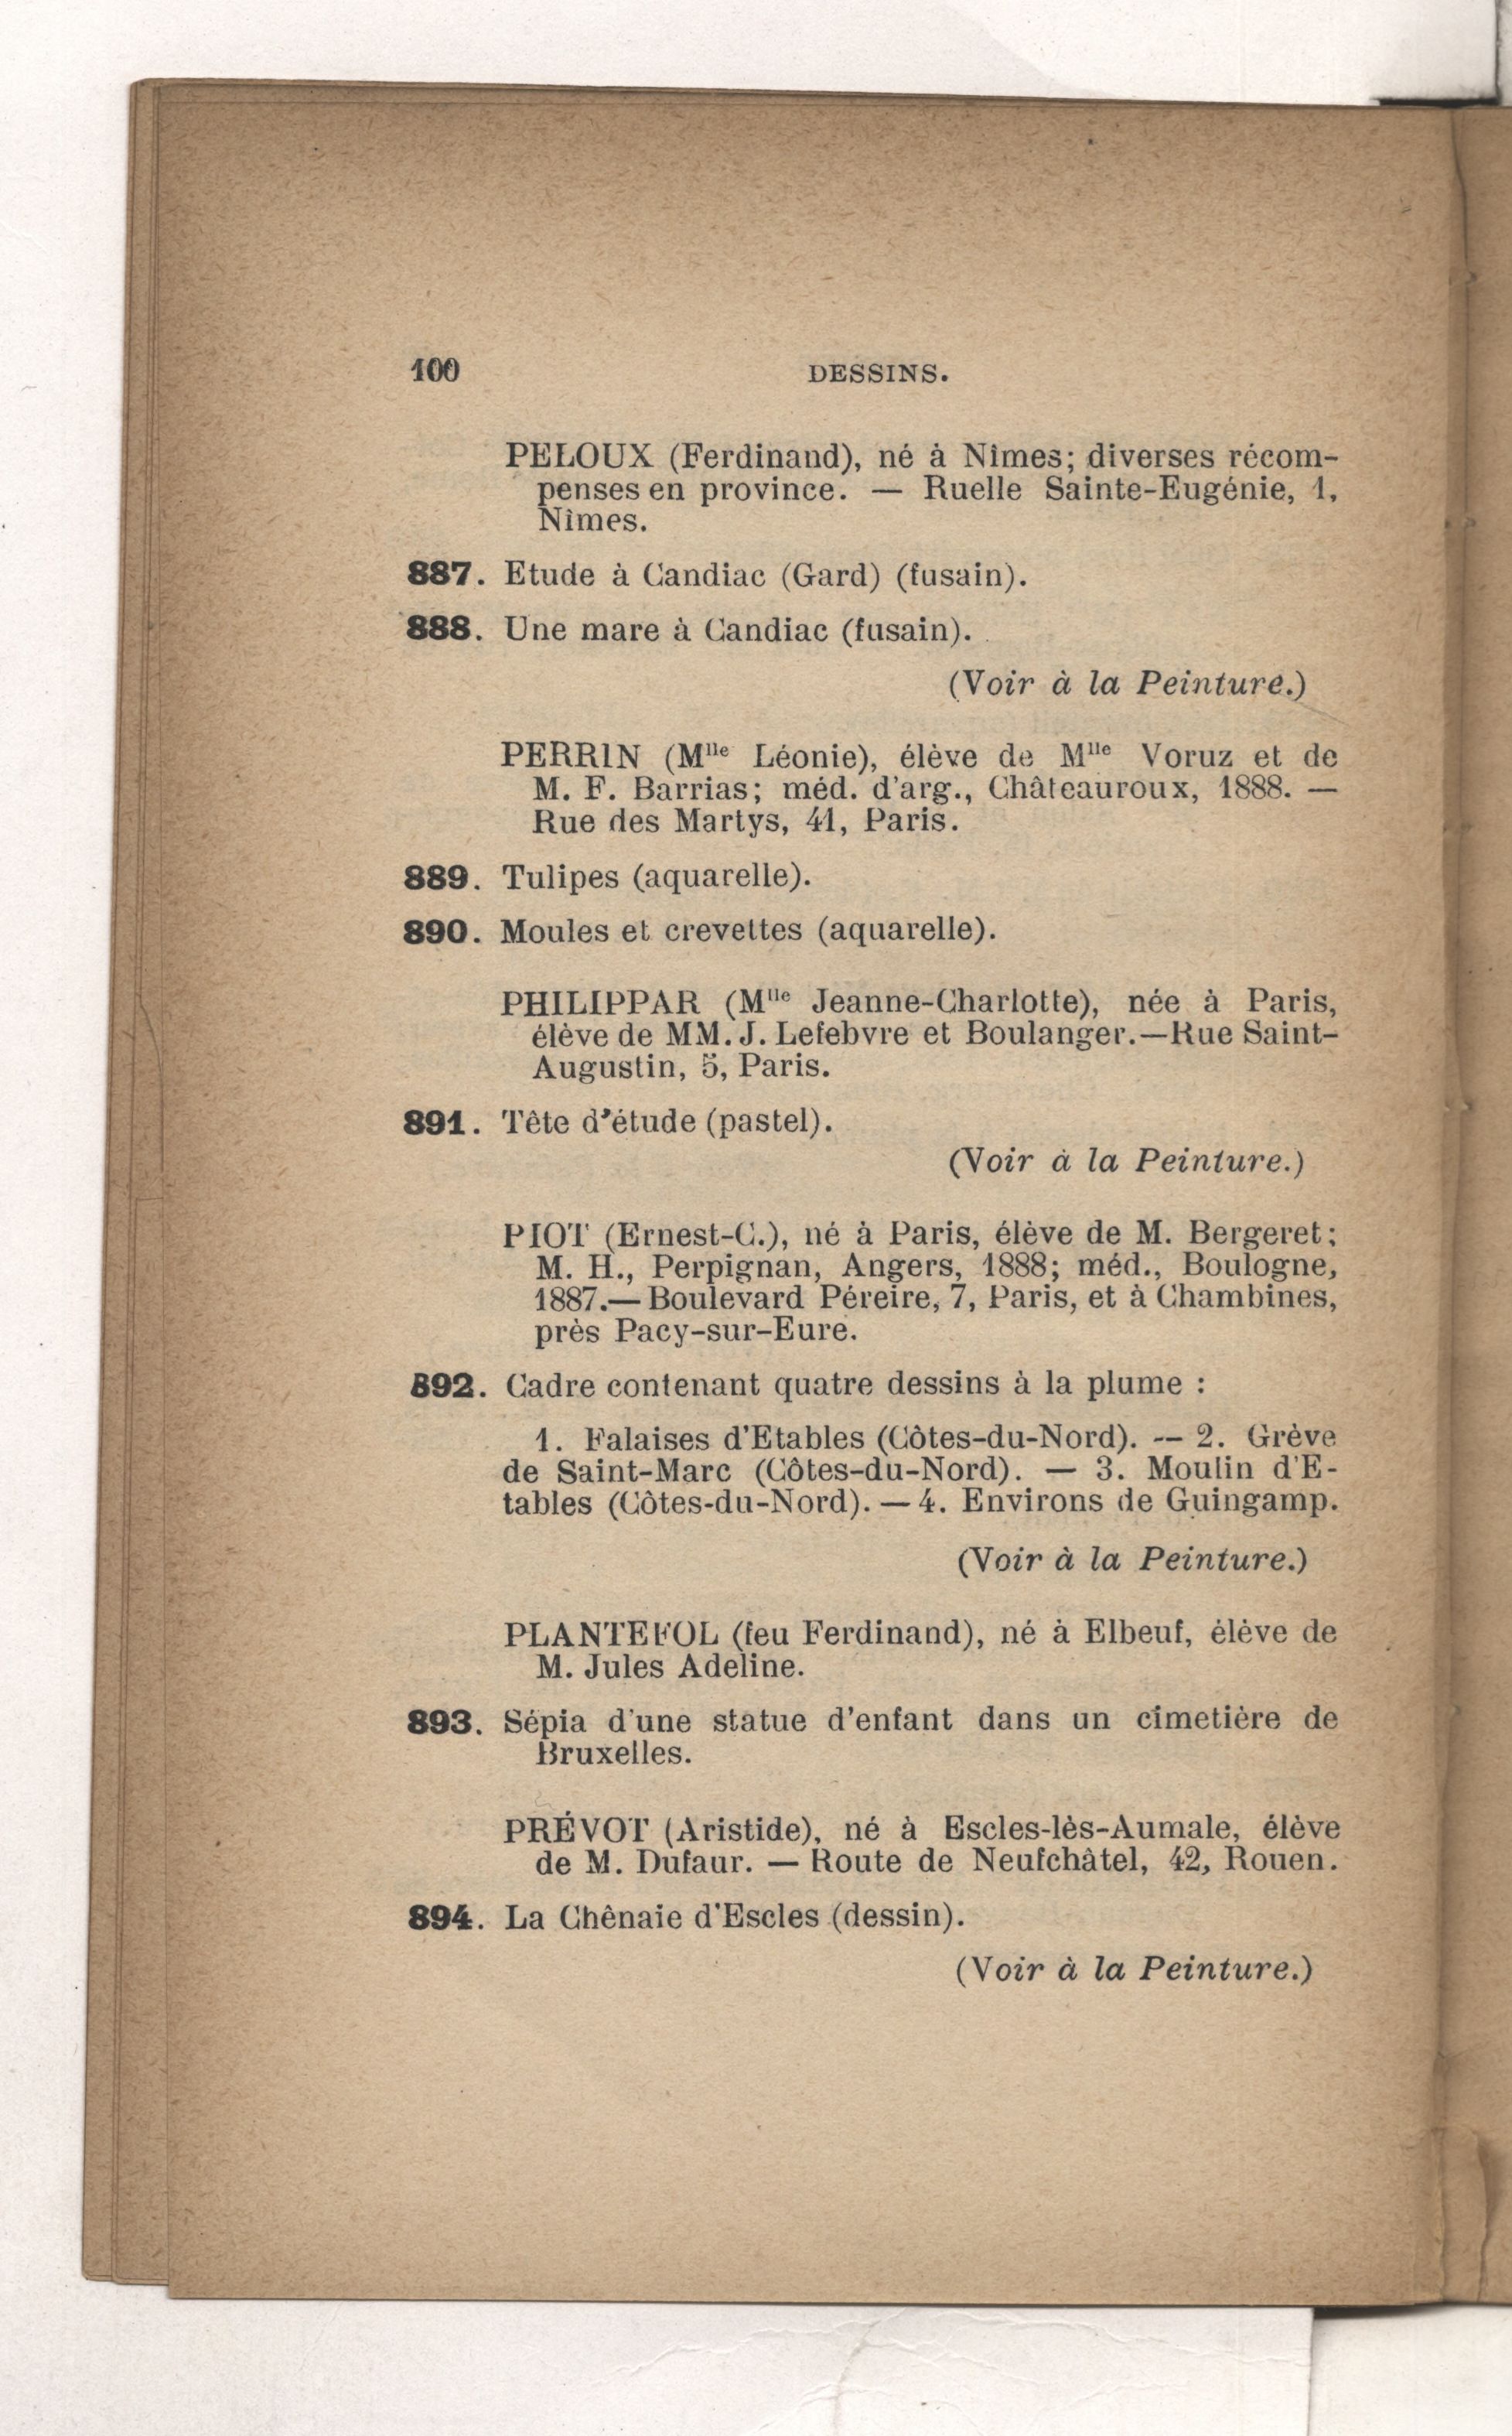 100 DESSINS.
PELOUX (Ferdinand), né à Nîmes; diverses récom-
penses en province. — Ruelle Sainte-Eugénie, 1,
Nîmes.
887. Etude à Candiac (Gard) (fusain).
888. Une mare à Candiac (fusain).
(Voir à la Peinture.)
PERRIN (Mlle Léonie), élève de Mlle Voruz et de
M. F. Barrias; méd. d'arg., Châteauroux, 1888. —
Rue des Martys, 41, Paris.
889. Tulipes (aquarelle).
890. Moules et crevettes (aquarelle).
PHILIPPAR (Mlle Jeanne-Charlotte), née à Paris,
élève de MM. J. Lefebvre et Boulanger.—Rue Saint-
Augustin, 5, Paris.
891. Tête d'étude (pastel).
(Voir à la Peinture.)
PIOT (Ernest-C.), né à Paris, élève de M. Bergeret;
M. H., Perpignan, Angers, 1888; méd., Boulogne,
1887.— Boulevard Péreire, 7, Paris, et à Chambines,
près Pacy-sur-Eure.
892. Cadre contenant quatre dessins à la plume :
1. Falaises d'Etables (Côtes-du-Nord). — 2. Grève
de Saint-Marc (Côtes-du-Nord). — 3. Moulin d'E-
tables (Côtes-du-Nord). — 4. Environs de Guingamp.
(Voir à la Peinture.)
PLANTEFOL (feu Ferdinand), né à Elbeuf, élève de
M. Jules Adeline.
893. Sépia d'une statue d'enfant dans un cimetière de
Bruxelles.
PRÉVOT (Aristide), né à Escles-lès-Aumale, élève
de M. Dufaur. — Route de Neufchâtel, 42, Rouen.
894. La Chênaie d'Escles (dessin).
(Voir à la Peinture.)